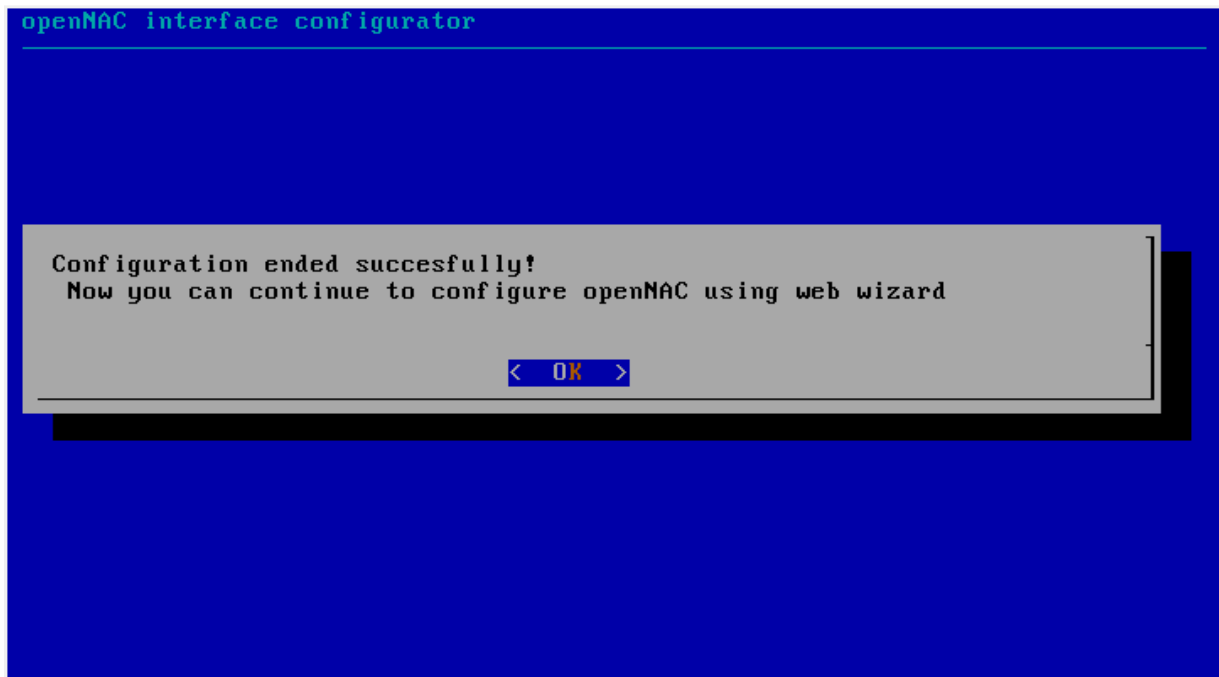 openNAC interface configurator
Configuration ended succesfully!
Now you can continue to configure openNAC using web wizard
< OK >